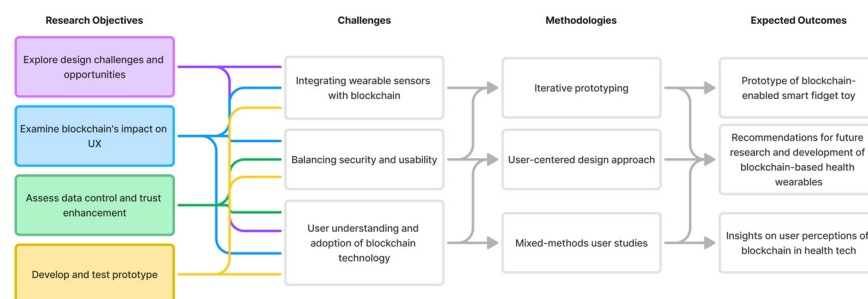 Research Objectives
Challenges
Methodologies
Expected Outcomes
Explore design challenges and
opportunities
Examine blockchain's impact on
UX
Assess data control and trust
enhancement
Develop and test prototype
Integrating wearable sensors
with blockchain
Balancing security and usability
User understanding and
adoption of blockchain
technology
Iterative prototyping
User-centered design approach
Mixed-methods user studies
Prototype of blockchain-
enabled smart fidget toy
Recommendations for future
research and development of
blockchain-based health
wearables
Insights on user perceptions of
blockchain in health tech